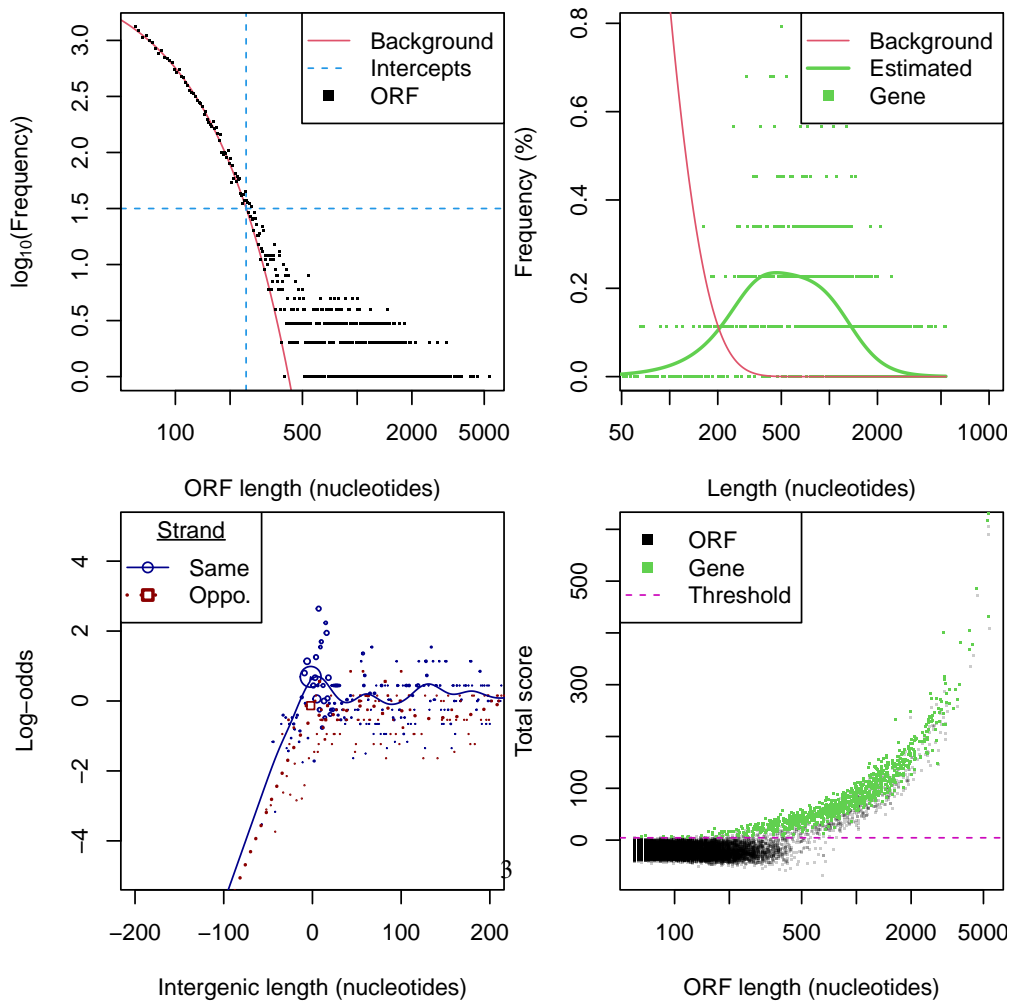 log10(Frequency)
3.0
2.5
2.0
1.5
1.0
0.5
0.0
Background
Intercepts
ORF
100 500 2000 5000
ORF length (nucleotides)
Frequency (%)
0.8
0.6
0.4
0.2
0.0
Background
Estimated
Gene
50 200 500 2000 1000
Length (nucleotides)
Log−odds
4
2
0
−2
−4
Strand
Same
Oppo.
3
−200 −100 0 100 200
Intergenic length (nucleotides)
Total score
500
300
100
0
ORF
Gene
Threshold
100 500 2000 5000
ORF length (nucleotides)